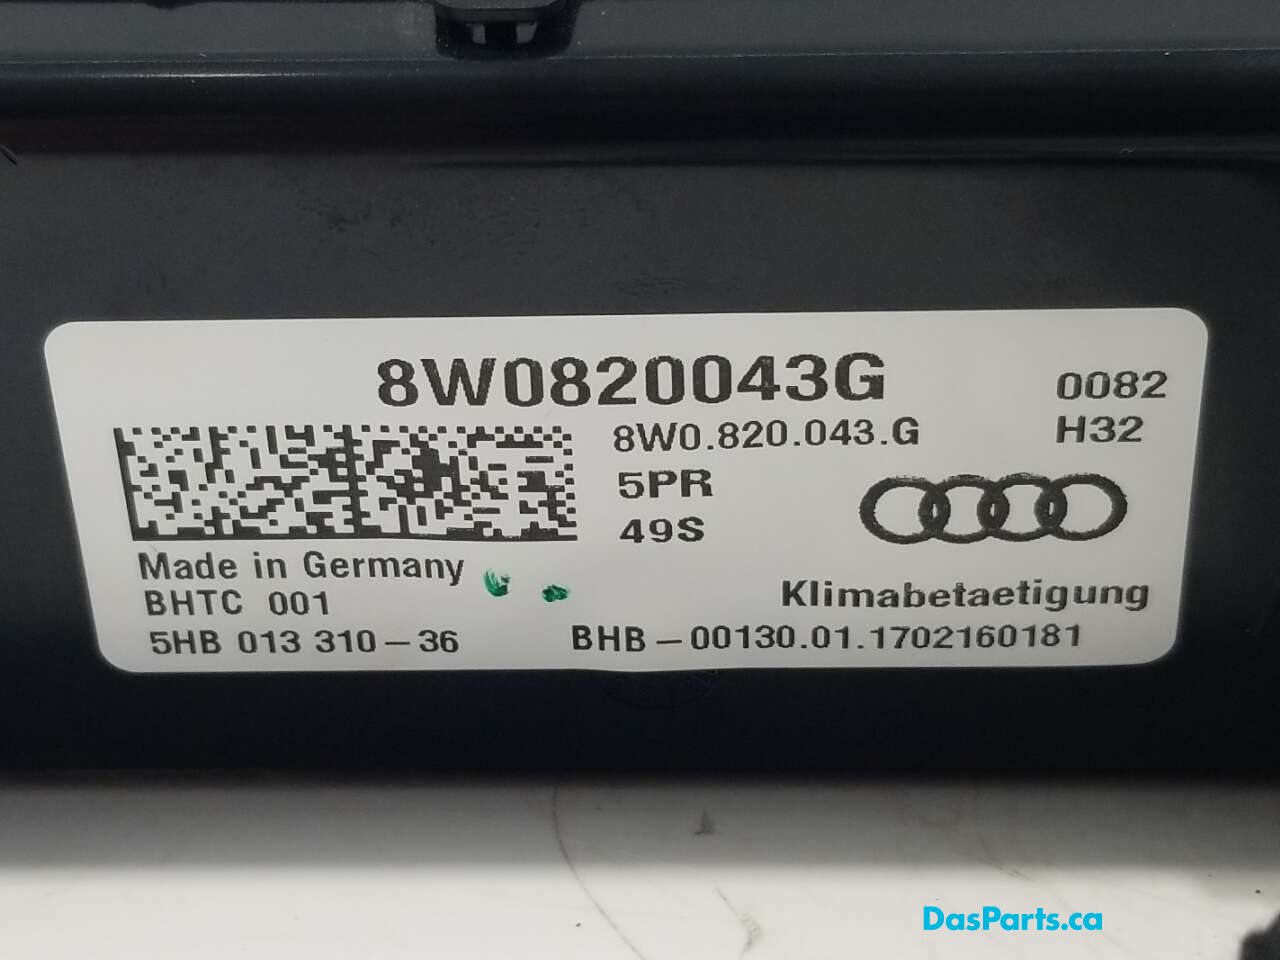 8W0820043G
0082
8W0.820.043.G
H32
5PR
49S
Made in Germany
BHTC 001
Klimabetaetigung
5HB 013 310-36
BHB-00130.01.1702160181
DasParts.ca